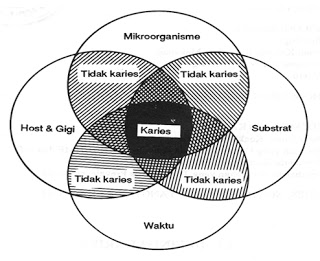 Mikroorganisme
Tidak karies
Tidak karies
Host & Gigi
Karies
Substrat
Tidak karies
Tidak karies
Waktu